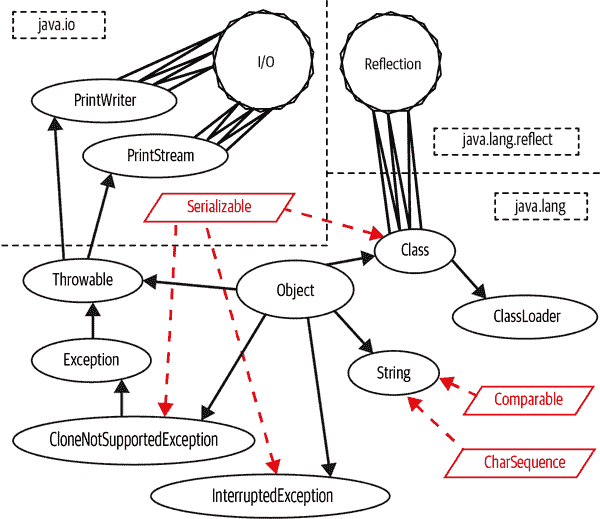 java.io
I/O
Reflection
PrintWriter
java.lang.reflect
PrintStream
Serializable
java.lang
Class
Throwable
Object
ClassLoader
Exception
String
Comparable
CloneNotSupportedException
CharSequence
InterruptedException